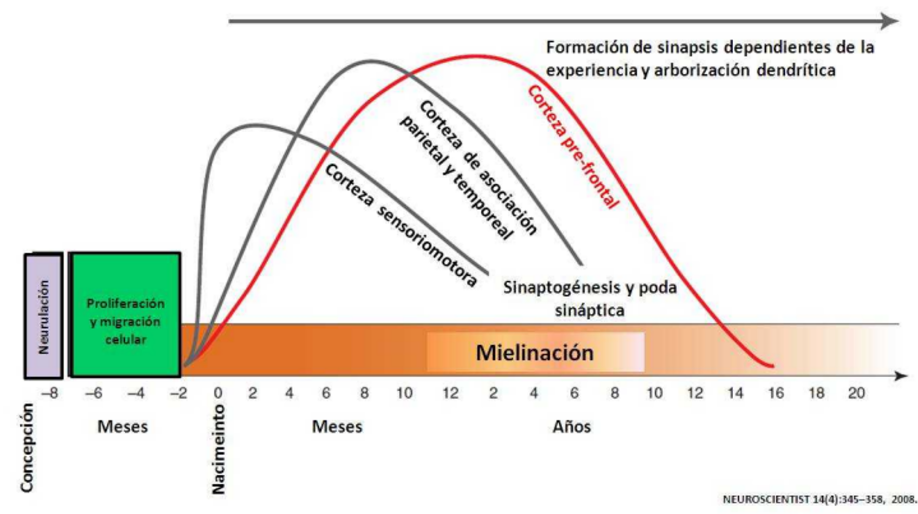 Formación de sinapsis dependientes de la
experiencia y arborización dendrítica
Corteza pre-frontal
Corteza de asociación
parietal y temporeal
Corteza sensoriomotora
Sinaptogénesis y poda
sináptica
Neurulación
Proliferación
y migración
celular
Mielinación
–8 –6 –4 –2 0 2 4 6 8 10 12 2 4 6 8 10 12 14 16 18 20
Concepción
Meses
Nacimeinto
Meses
Años
NEUROSCIENTIST 14(4):345–358, 2008.